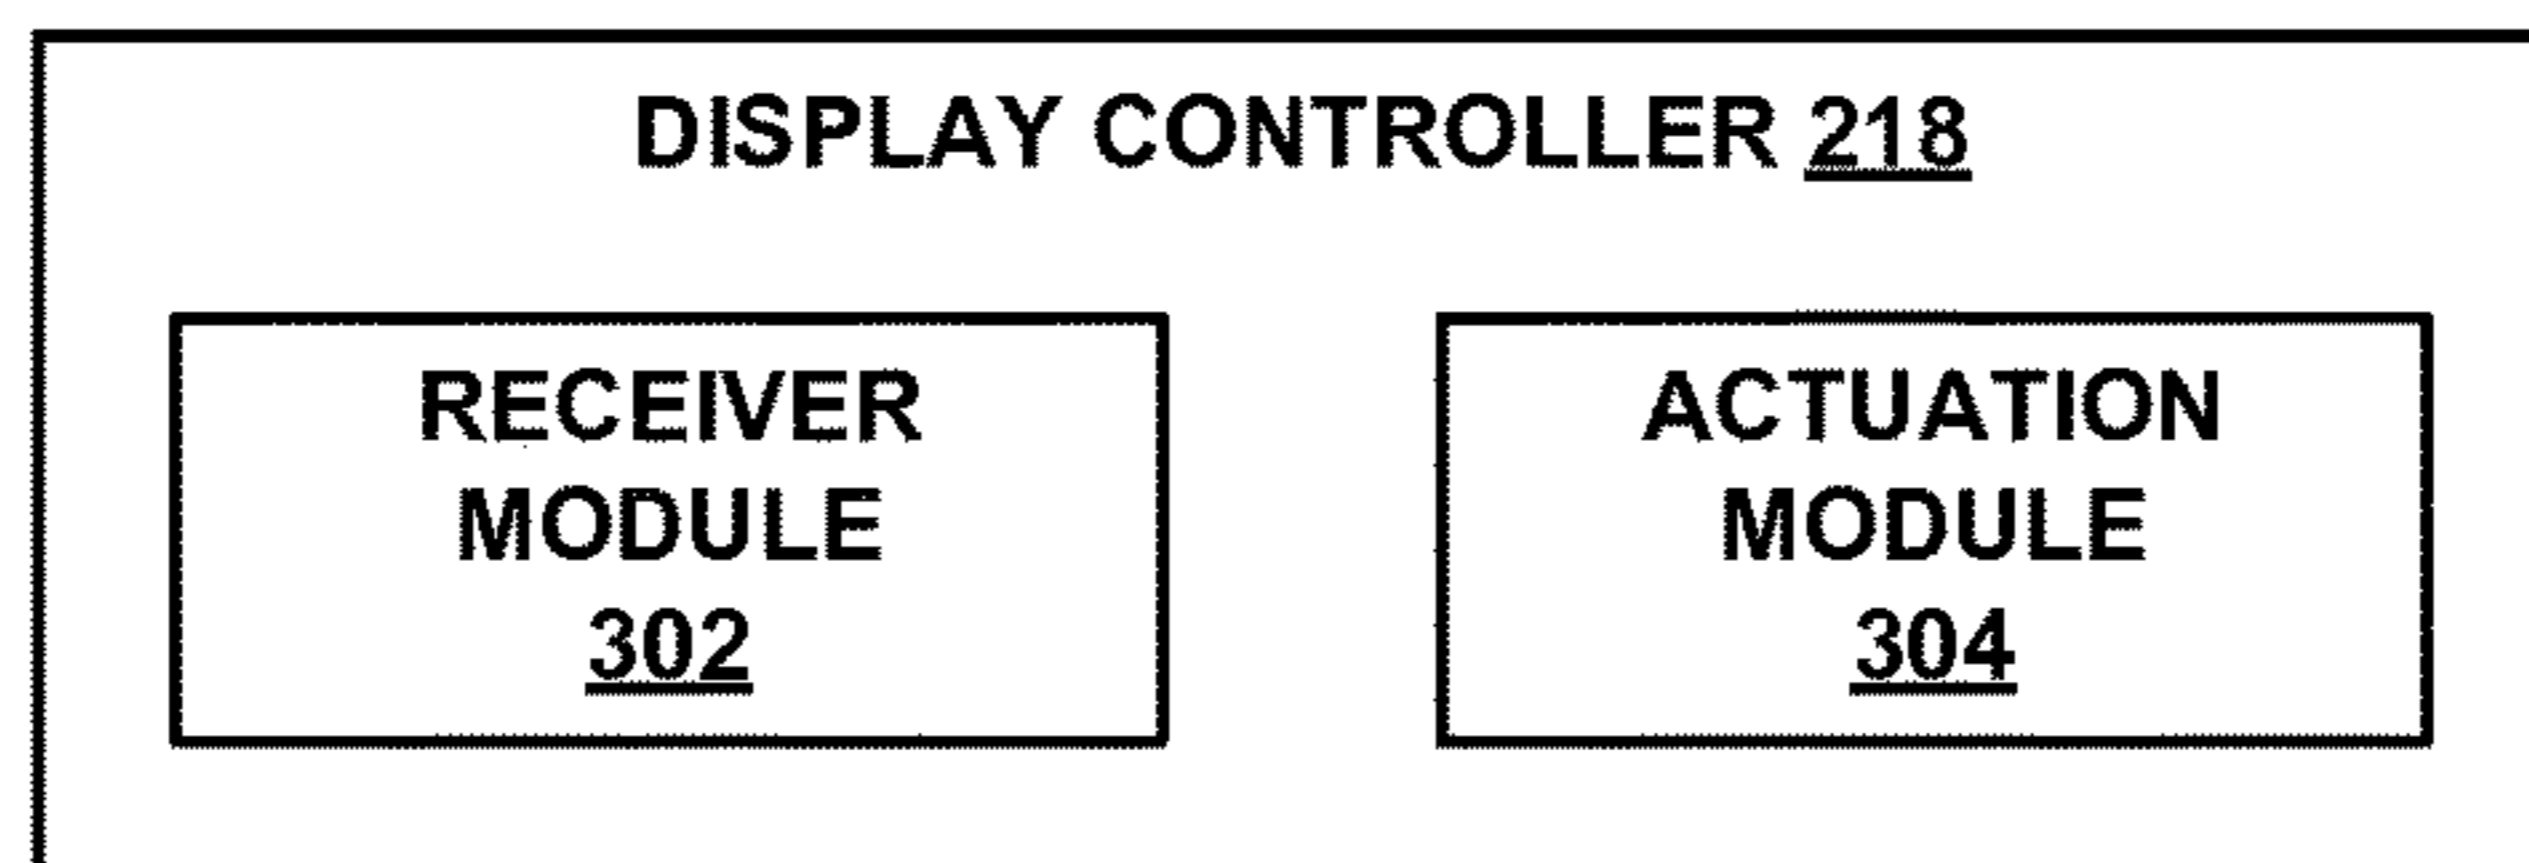 DISPLAY CONTROLLER 218
RECEIVER
MODULE
302
ACTUATION
MODULE
304